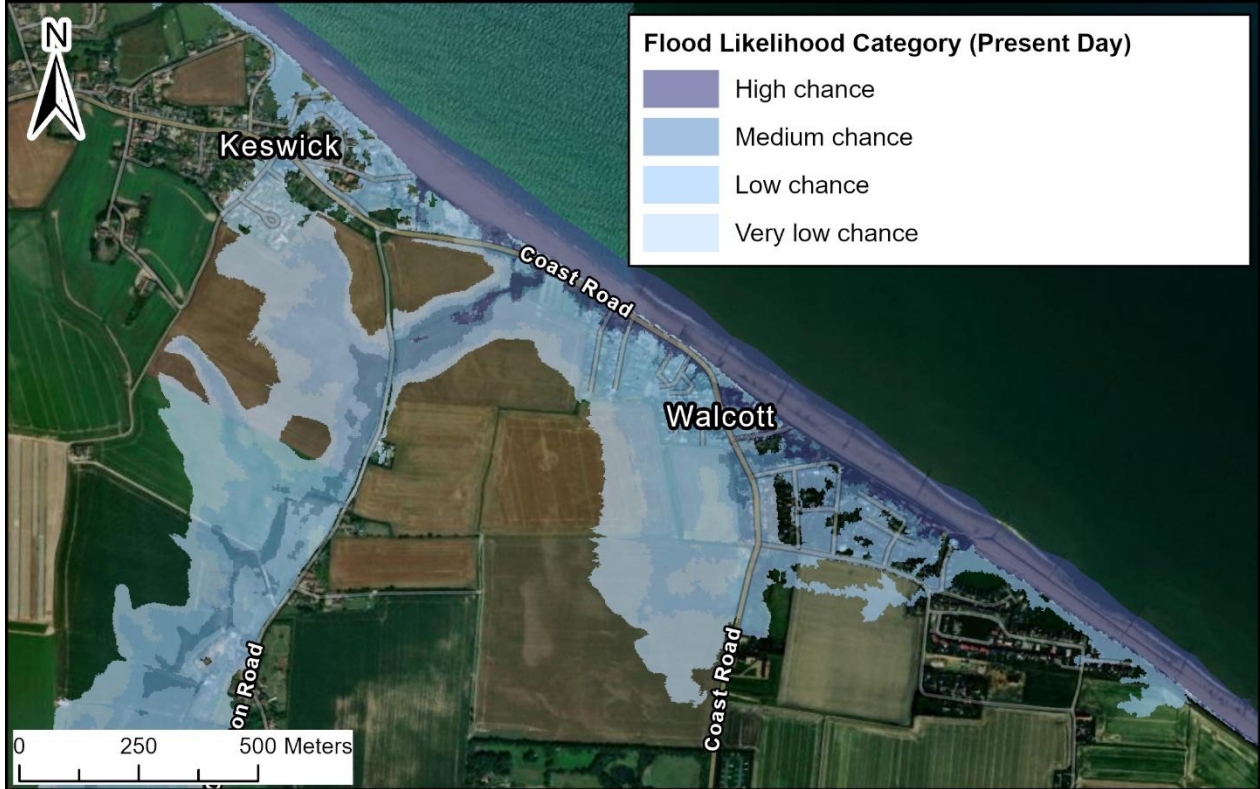 N
Flood Likelihood Category (Present Day)
High chance
Medium chance
Low chance
Very low chance
Keswick
Coast Road
Walcott
Coast Road
on Road
0 250 500 Meters